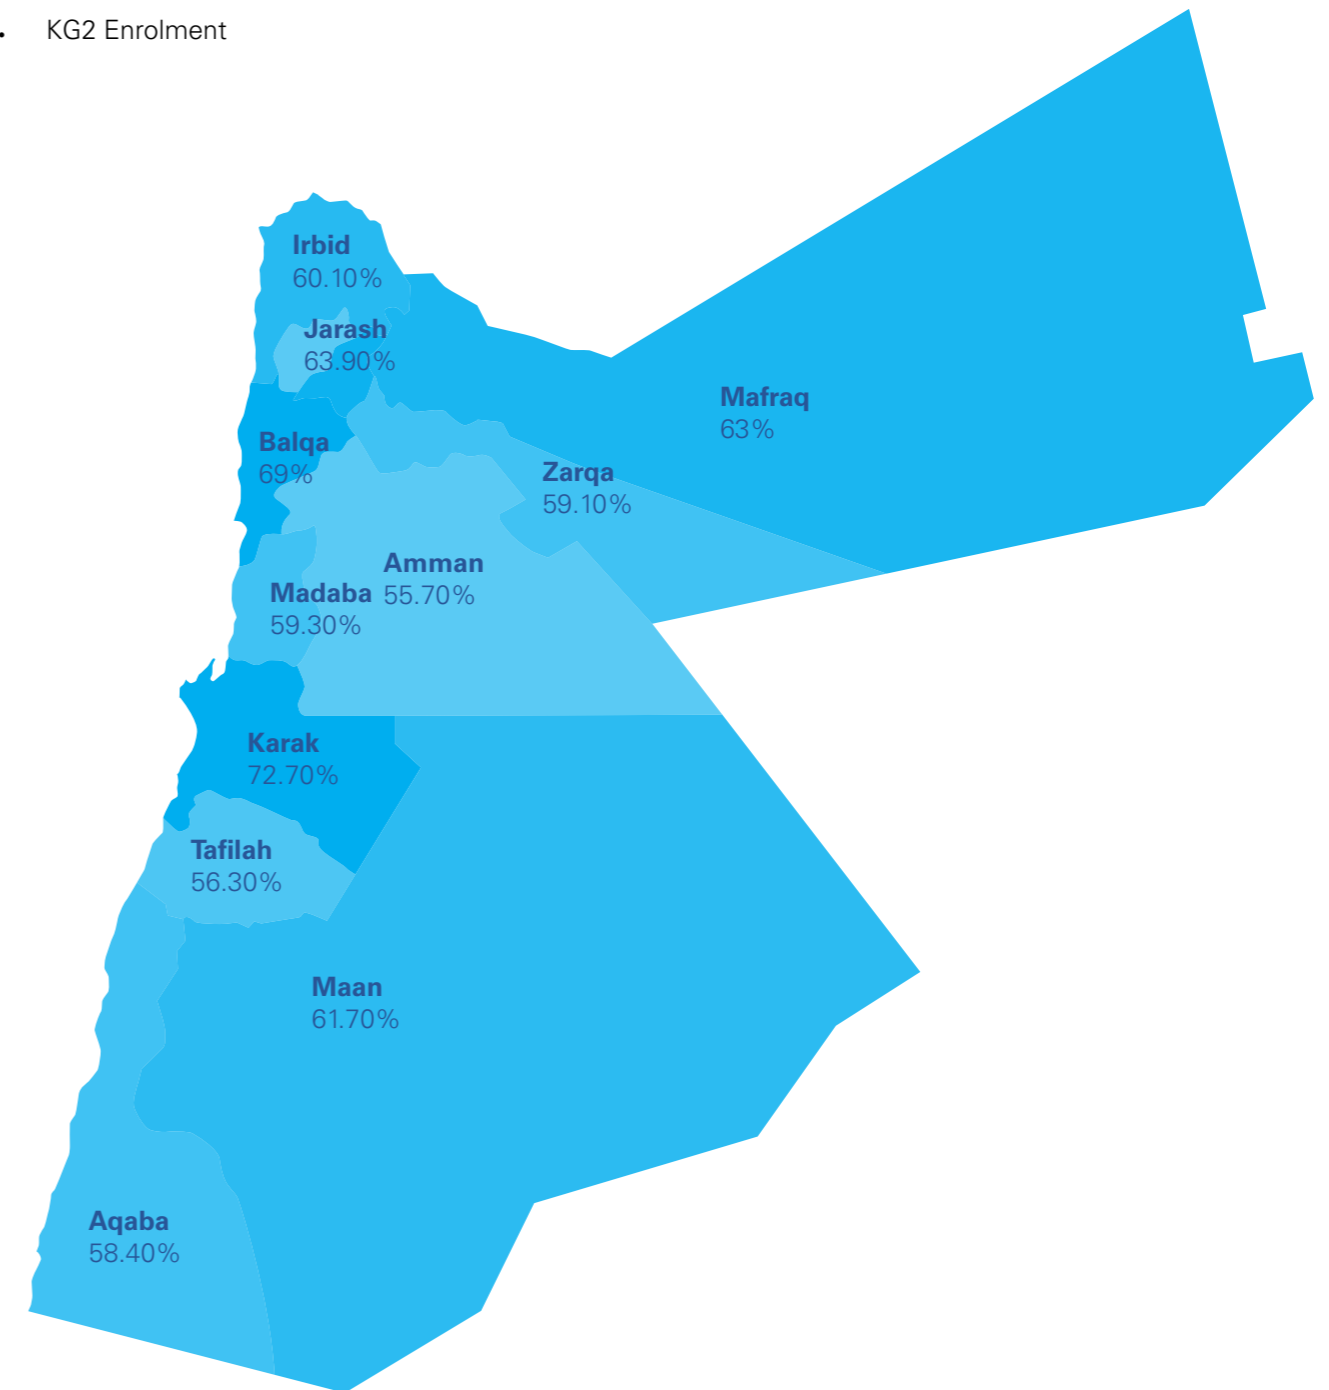 • KG2 Enrolment
Irbid
60.10%
Jarash
63.90%
Mafraq
63%
Balqa
69%
Zarqa
59.10%
Amman
55.70%
Madaba
59.30%
Karak
72.70%
Tafilah
56.30%
Maan
61.70%
Aqaba
58.40%